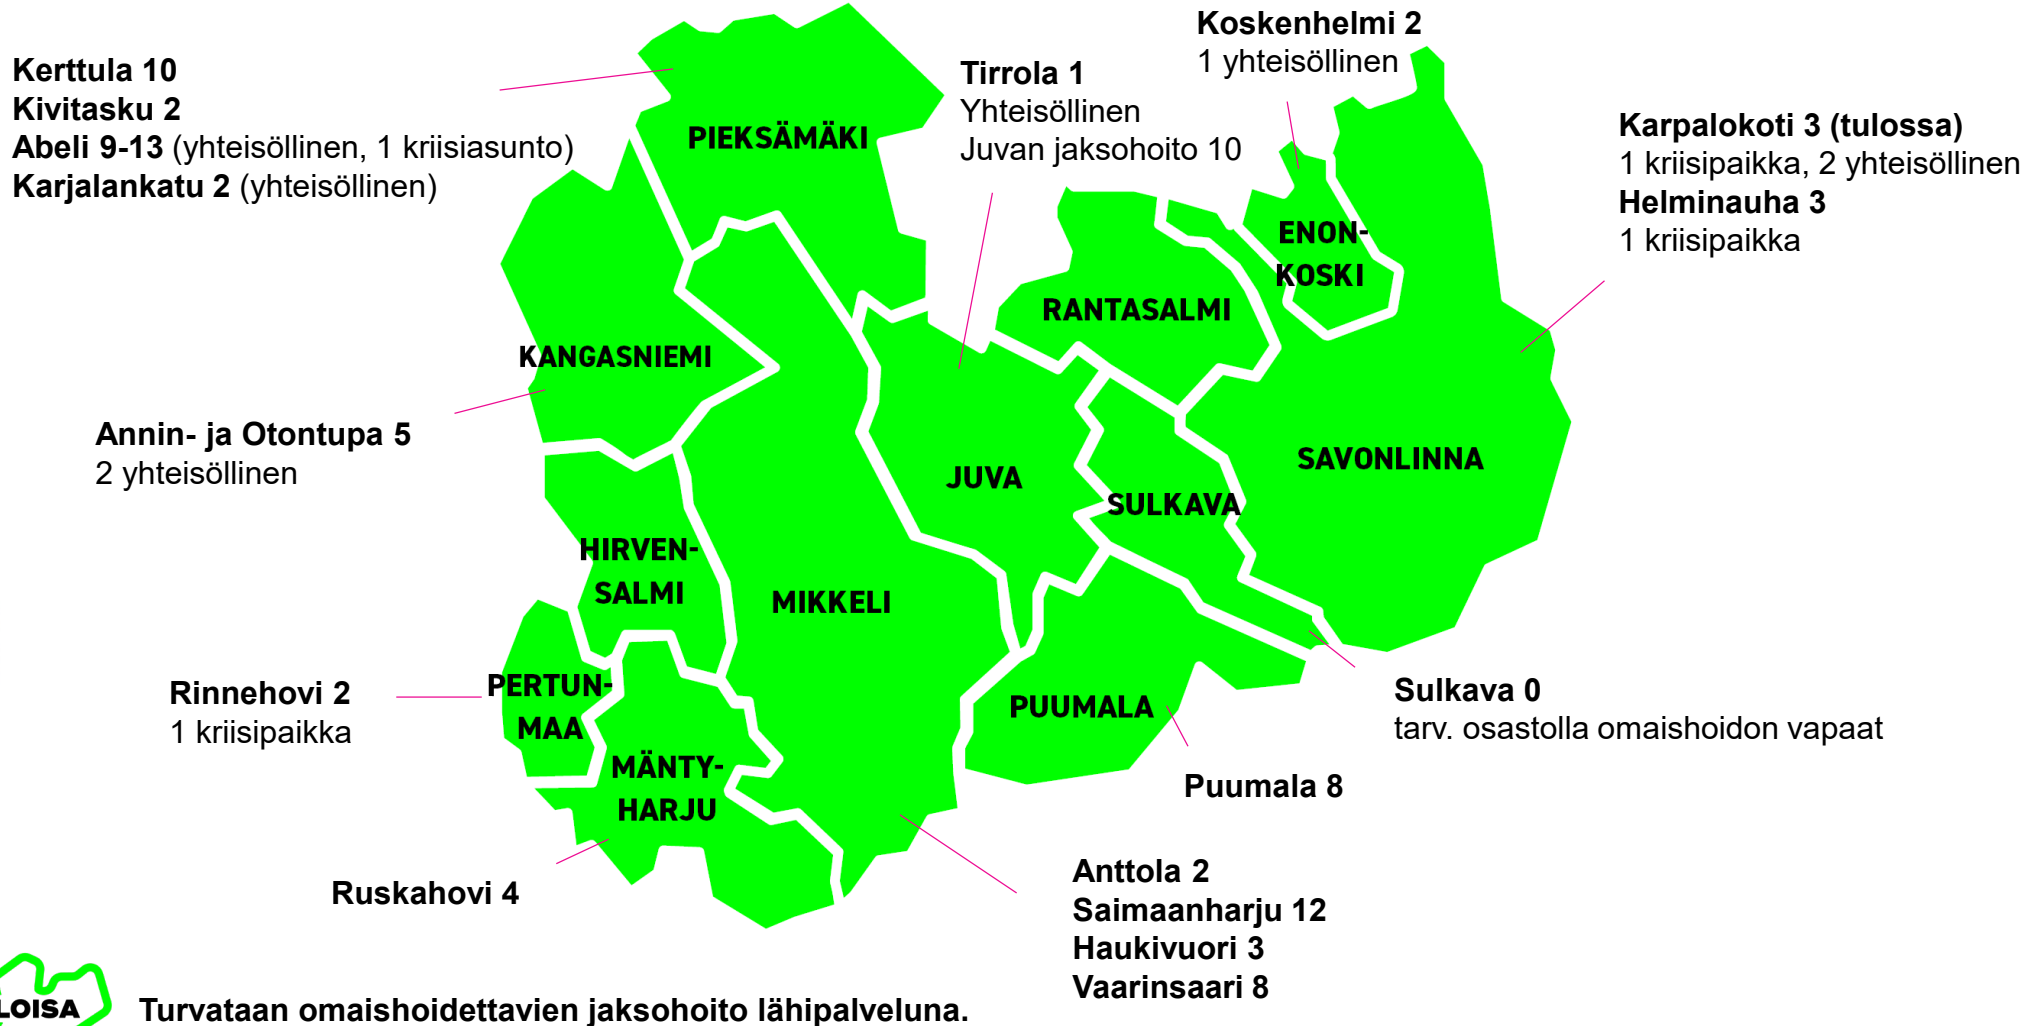 Koskenhelmi 2
1 yhteisöllinen
Kerttula 10
Kivitasku 2
Abeli 9-13 (yhteisöllinen, 1 kriisiasunto)
Karjalankatu 2 (yhteisöllinen)
Tirrola 1
Yhteisöllinen
Juvan jaksohoito 10
Karpalokoti 3 (tulossa)
1 kriisipaikka, 2 yhteisöllinen
Helminauha 3
1 kriisipaikka
PIEKSÄMÄKI
ENON-
KOSKI
RANTASALMI
KANGASNIEMI
Annin- ja Otontupa 5
2 yhteisöllinen
JUVA
SULKAVA
SAVONLINNA
HIRVEN-
SALMI
MIKKELI
Rinnehovi 2
1 kriisipaikka
PERTUN-
MAA
PUUMALA
Sulkava 0
tarv. osastolla omaishoidon vapaat
MÄNTY-
HARJU
Puumala 8
Ruskahovi 4
Anttola 2
Saimaanharju 12
Haukivuori 3
Vaarinsaari 8
LOISA
Turvataan omaishoidettavien jaksohoito lähipalveluna.